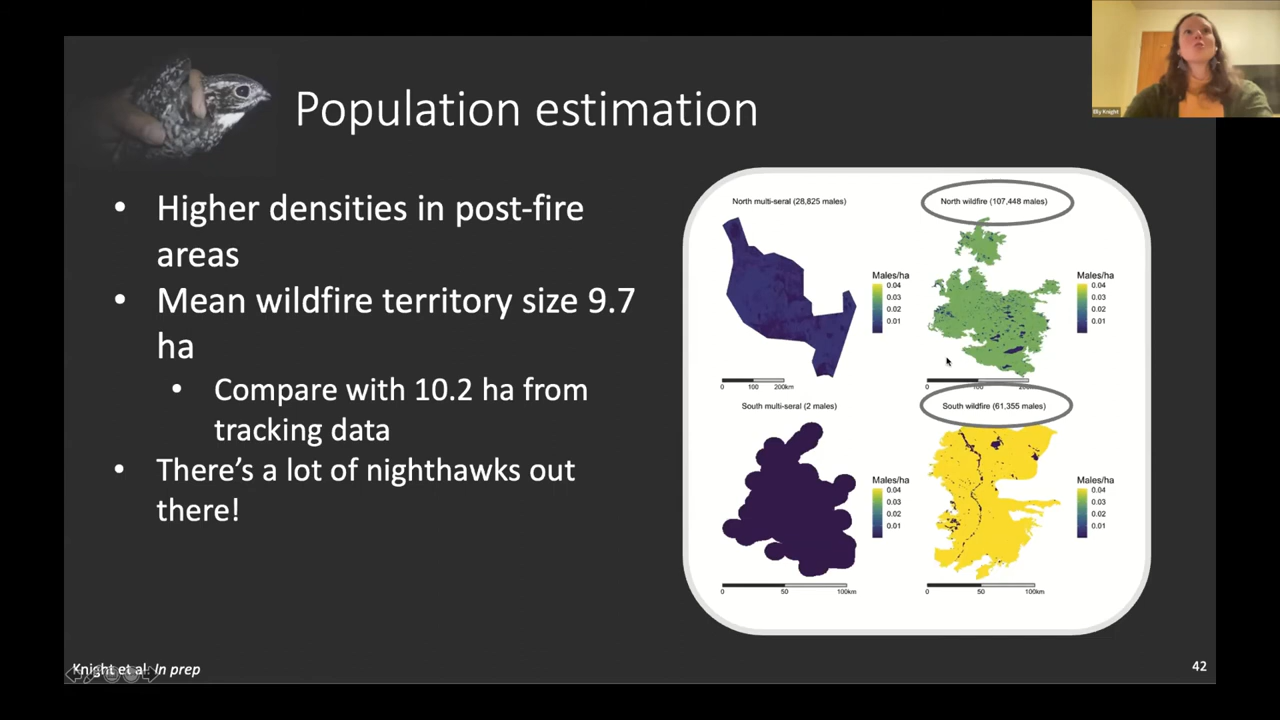 Elly Knight
Population estimation
• Higher densities in post-fire
areas
• Mean wildfire territory size 9.7
ha
• Compare with 10.2 ha from
tracking data
• There's a lot of nighthawks out
there!
North multi-seral (28,825 males)
Males/ha
0.04
0.03
0.02
0.01
0 100 200km
North wildfire (107,448 males)
Males/ha
0.04
0.03
0.02
0.01
0 100 200km
South multi-seral (2 males)
Males/ha
0.04
0.03
0.02
0.01
0 50 100km
South wildfire (61,355 males)
Males/ha
0.04
0.03
0.02
0.01
0 50 100km
Knight et al. In prep
42